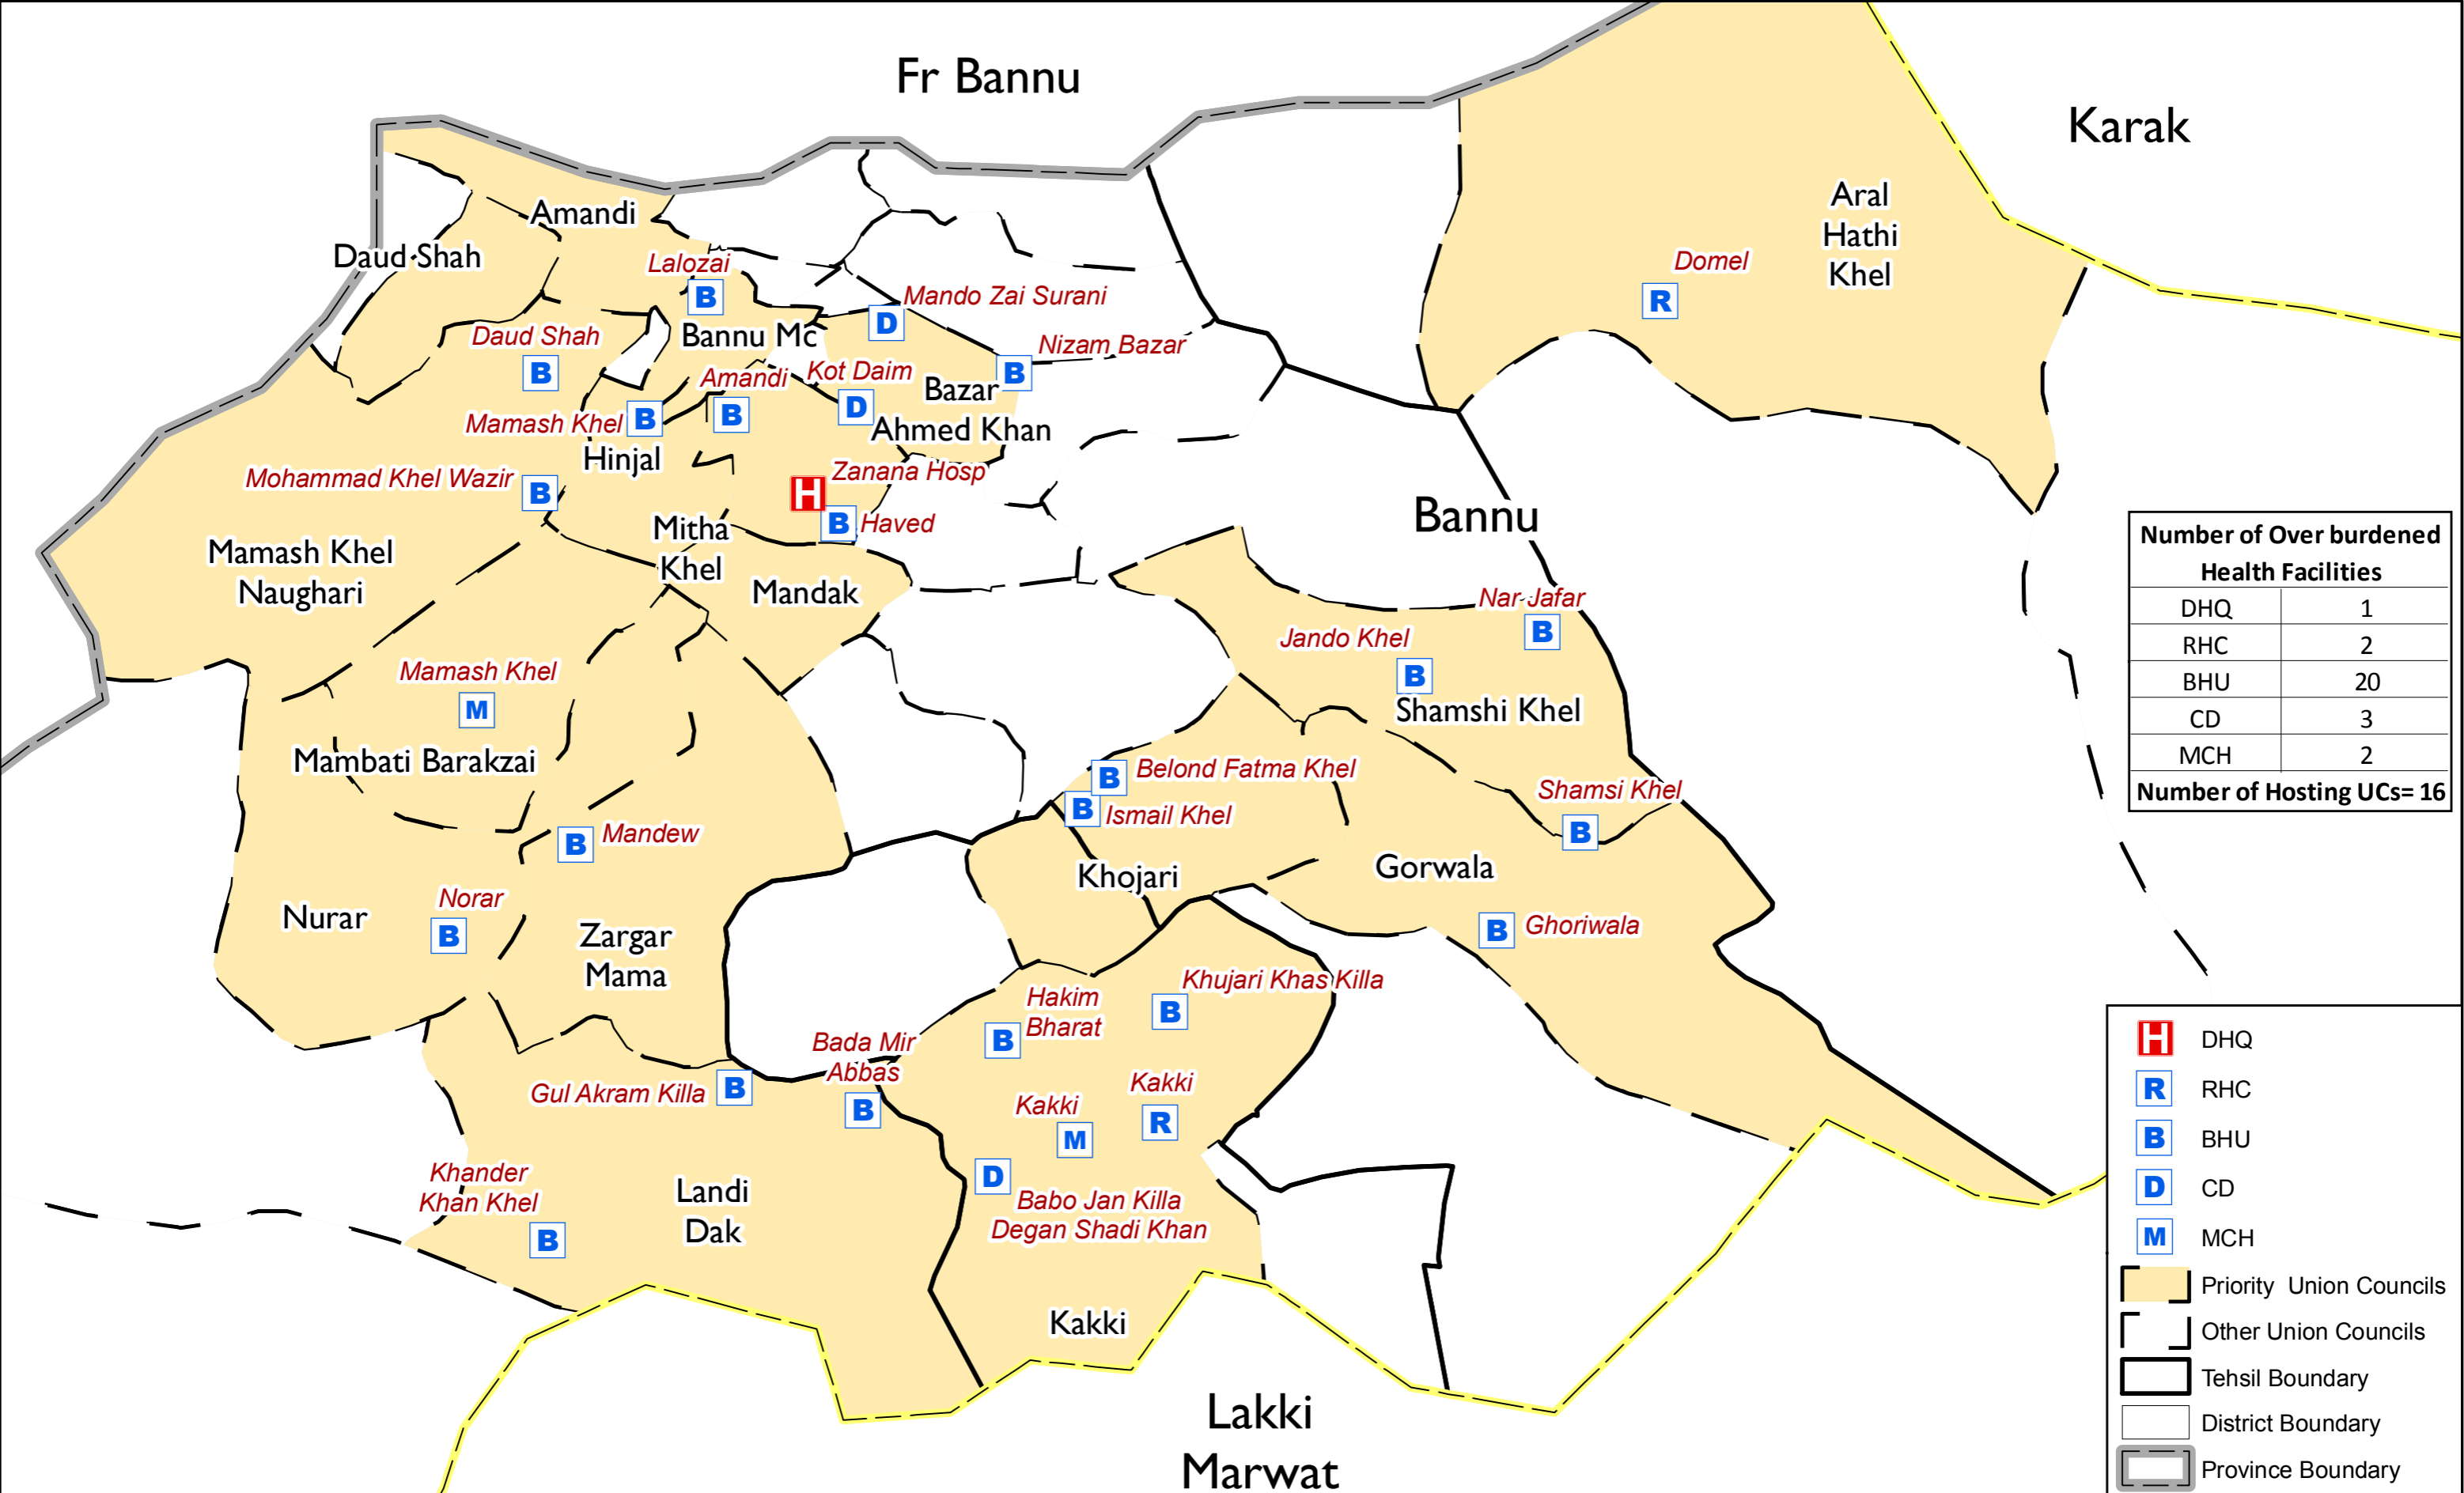 Fr Bannu
Karak
Aral
Hathi
Khel
Amandi
Daud Shah
Lalozai
B
Domel
R
Mando Zai Surani
D
Daud Shah
B
Bannu Mc
Nizam Bazar
B
Amandi
B
Kot Daim
D
Bazar
Ahmed Khan
Mamash Khel
B
Hinjal
Zanana Hosp
H
Mohammad Khel Wazir
B
B
Haved
Bannu
Mitha
Khel
Mamash Khel
Naughari
Mandak
Number of Over burdened
Health Facilities
DHQ 1
RHC 2
BHU 20
CD 3
MCH 2
Number of Hosting UCs= 16
Nar Jafar
B
Jando Khel
B
Shamshi Khel
Mamash Khel
M
Mambati Barakzai
B
Belond Fatma Khel
B
Ismail Khel
Shamsi Khel
B
B
Mandew
Khojari
Gorwala
Norar
B
Nurar
Zargar
Mama
B
Ghoriwala
Khujari Khas Killa
B
Hakim
Bharat
B
Bada Mir
Abbas
B
Gul Akram Killa
B
Kakki
M
Kakki
R
D
Babo Jan Killa
Degan Shadi Khan
Khander
Khan Khel
B
Landi
Dak
Kakki
Lakki
Marwat
H DHQ
R RHC
B BHU
D CD
M MCH
Priority Union Councils
Other Union Councils
Tehsil Boundary
District Boundary
Province Boundary